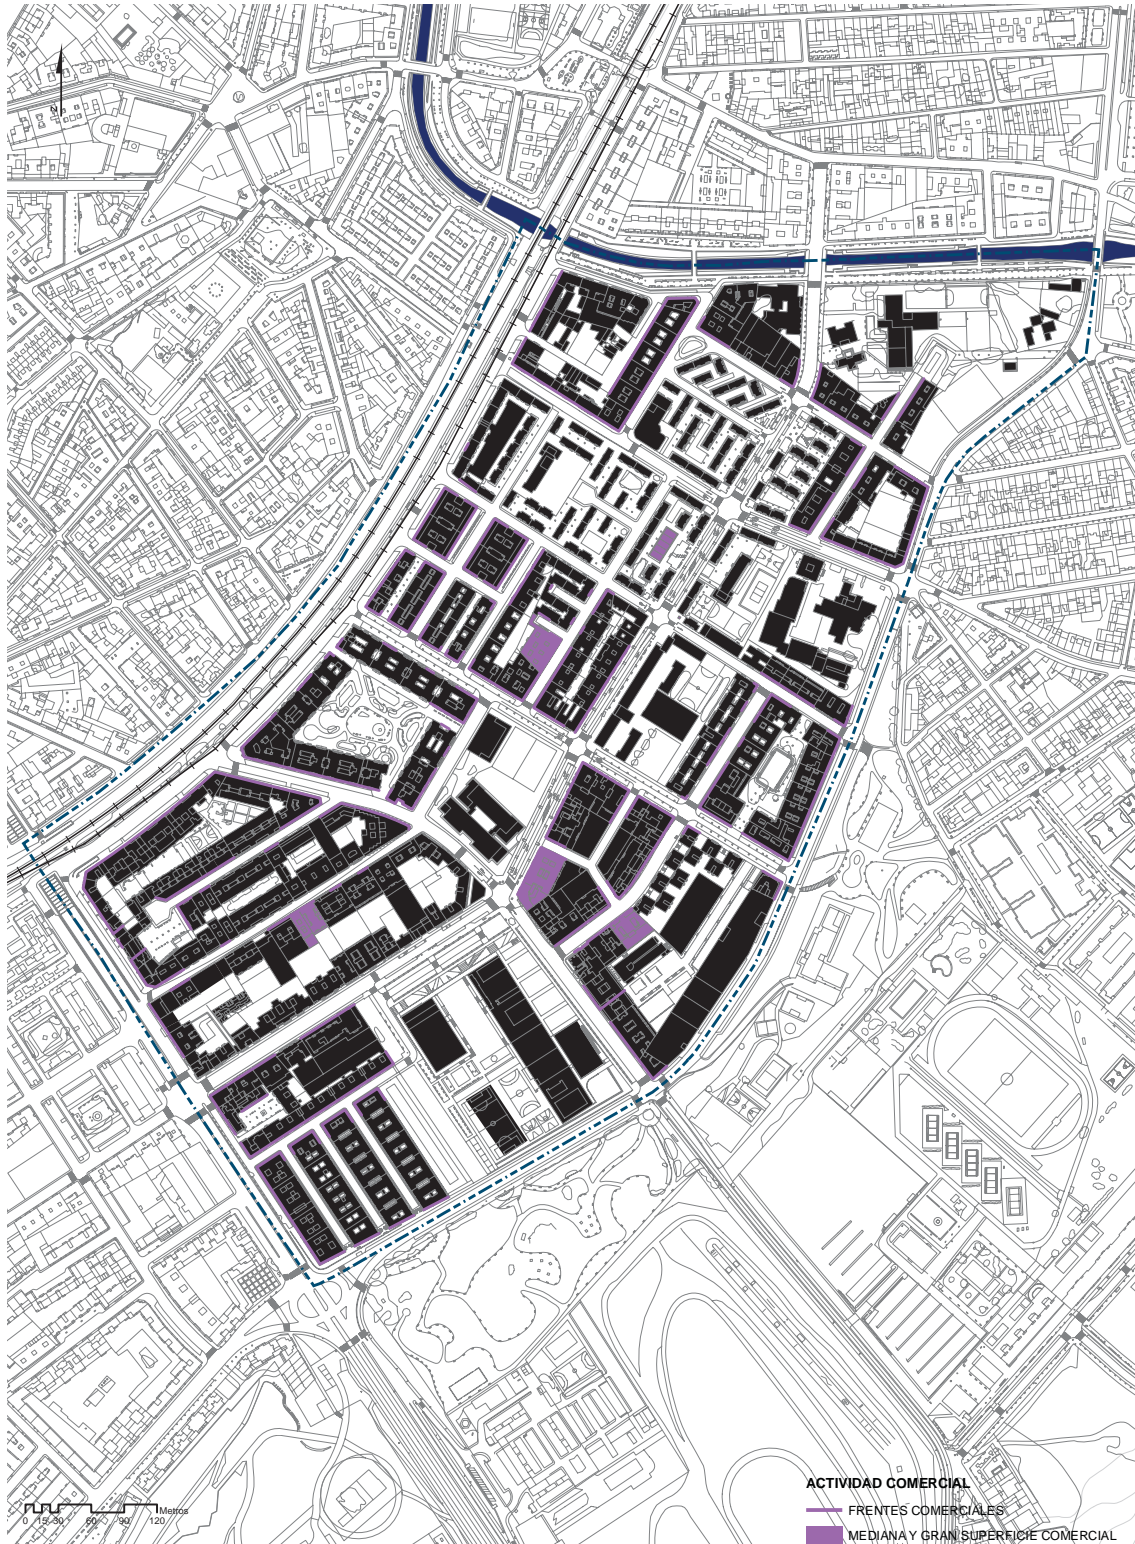 N
0 15 30 60 90 120 Metros
ACTIVIDAD COMERCIAL
FRENTES COMERCIALES
MEDIANA Y GRAN SUPERFICIE COMERCIAL